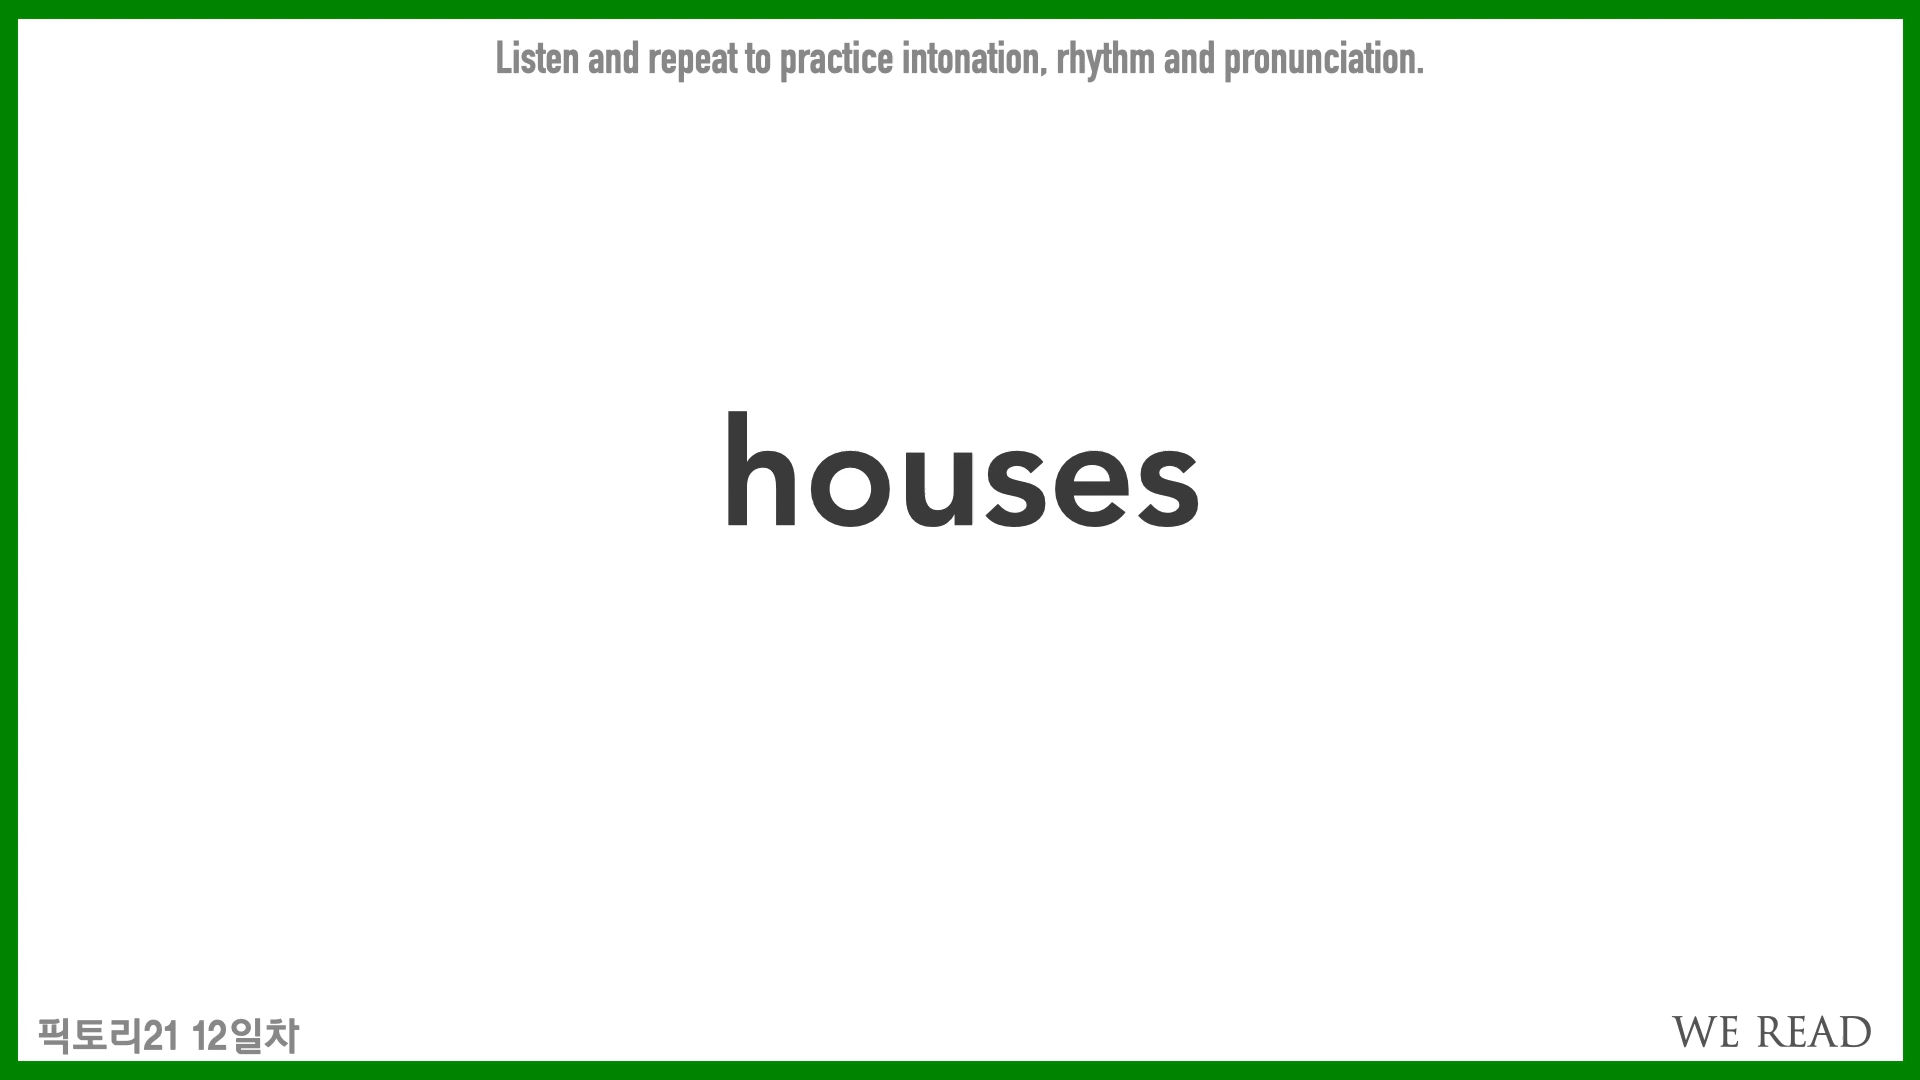 Listen and repeat to practice intonation, rhythm and pronunciation.
houses
픽토리21 12일차
WE READ